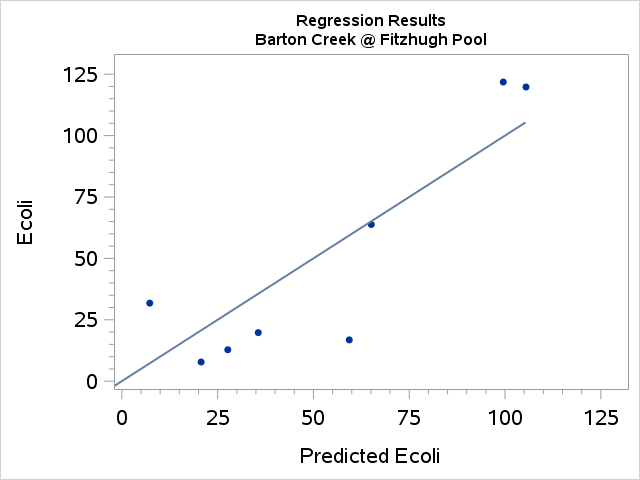 Regression Results
Barton Creek @ Fitzhugh Pool
125
100
75
50
25
0
Ecoli
0 25 50 75 100 125
Predicted Ecoli